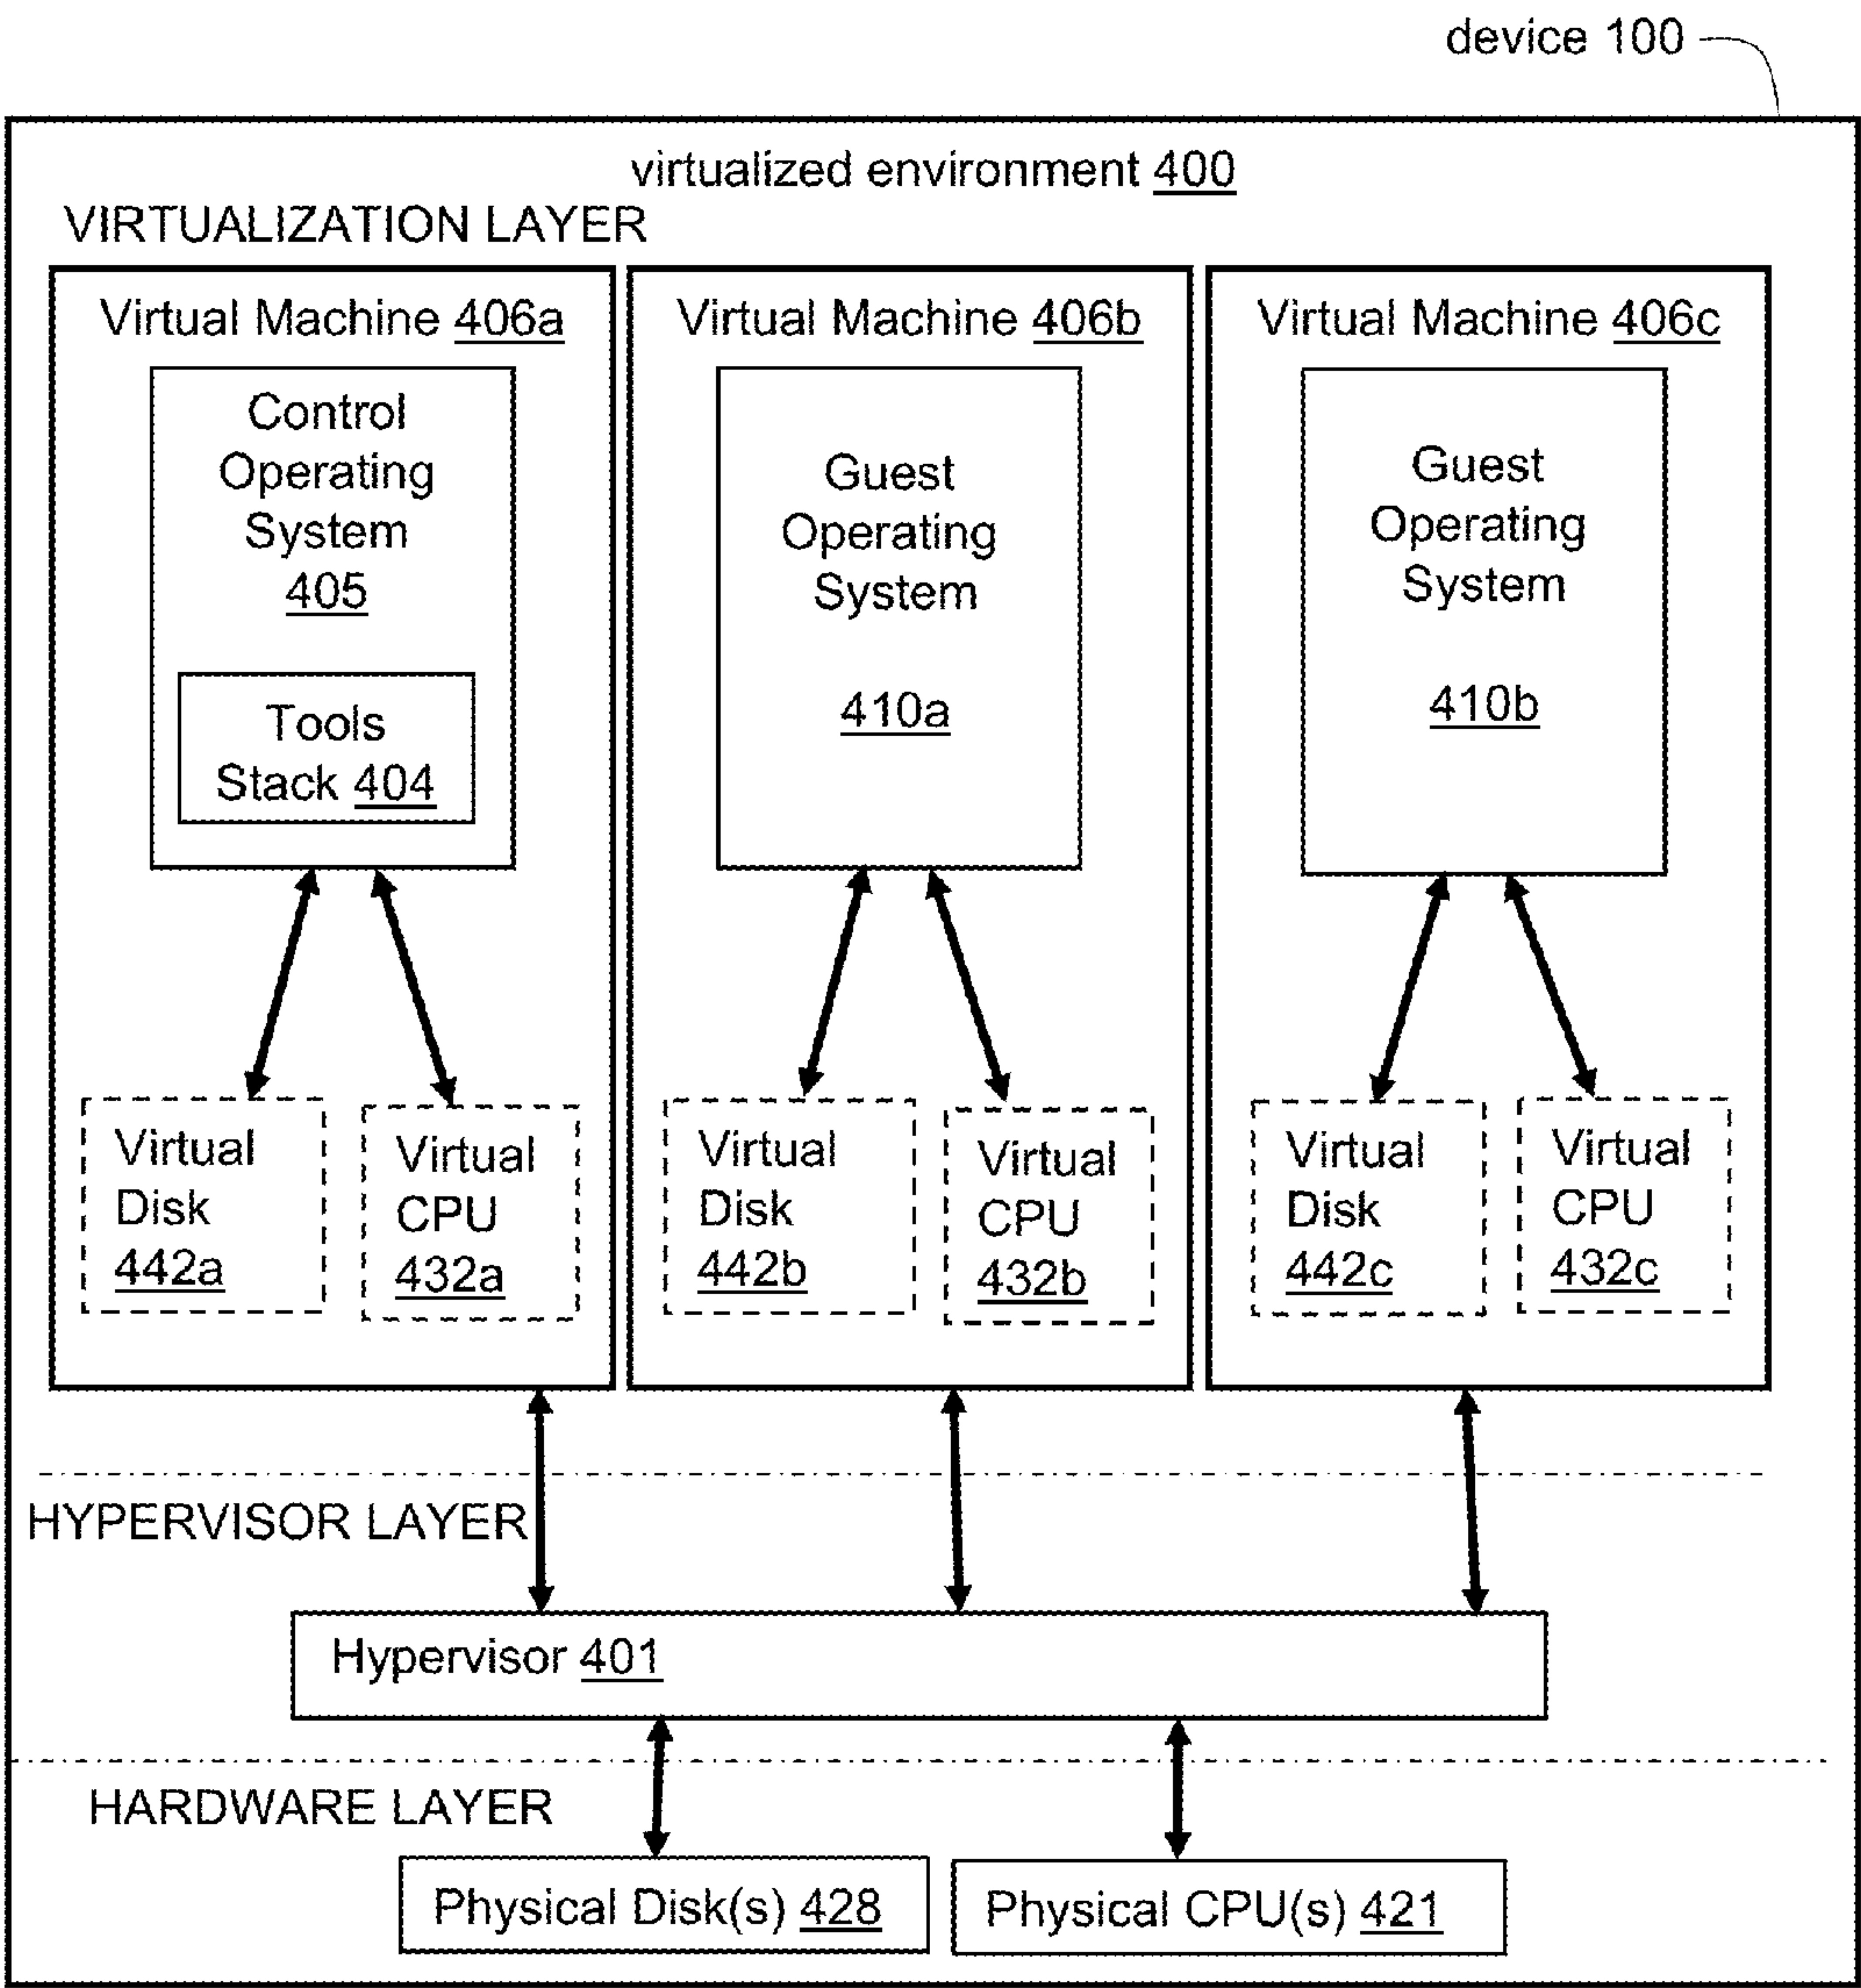 device 100
virtualized environment 400
VIRTUALIZATION LAYER
Virtual Machine 406a
Control
Operating
System
405
Tools
Stack 404
Virtual
Disk
442a
Virtual
CPU
432a
Virtual Machine 406b
Guest
Operating
System
410a
Virtual
Disk
442b
Virtual
CPU
432b
Virtual Machine 406c
Guest
Operating
System
410b
Virtual
Disk
442c
Virtual
CPU
432c
HYPERVISOR LAYER
Hypervisor 401
HARDWARE LAYER
Physical Disk(s) 428
Physical CPU(s) 421